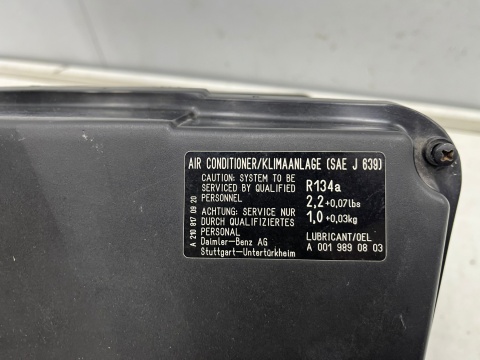 AIR CONDITIONER/KLIMAANLAGE (SAE J 639)
CAUTION: SYSTEM TO BE
SERVICED BY QUALIFIED
PERSONNEL
R134a
2,2+0,07lbs
ACHTUNG: SERVICE NUR
DURCH QUALIFIZIERTES
PERSONAL
1,0+0,03kg
Daimler-Benz AG
Stuttgart-Untertürkheim
LUBRICANT/OEL
A 001 989 08 03
A 210 817 09 20